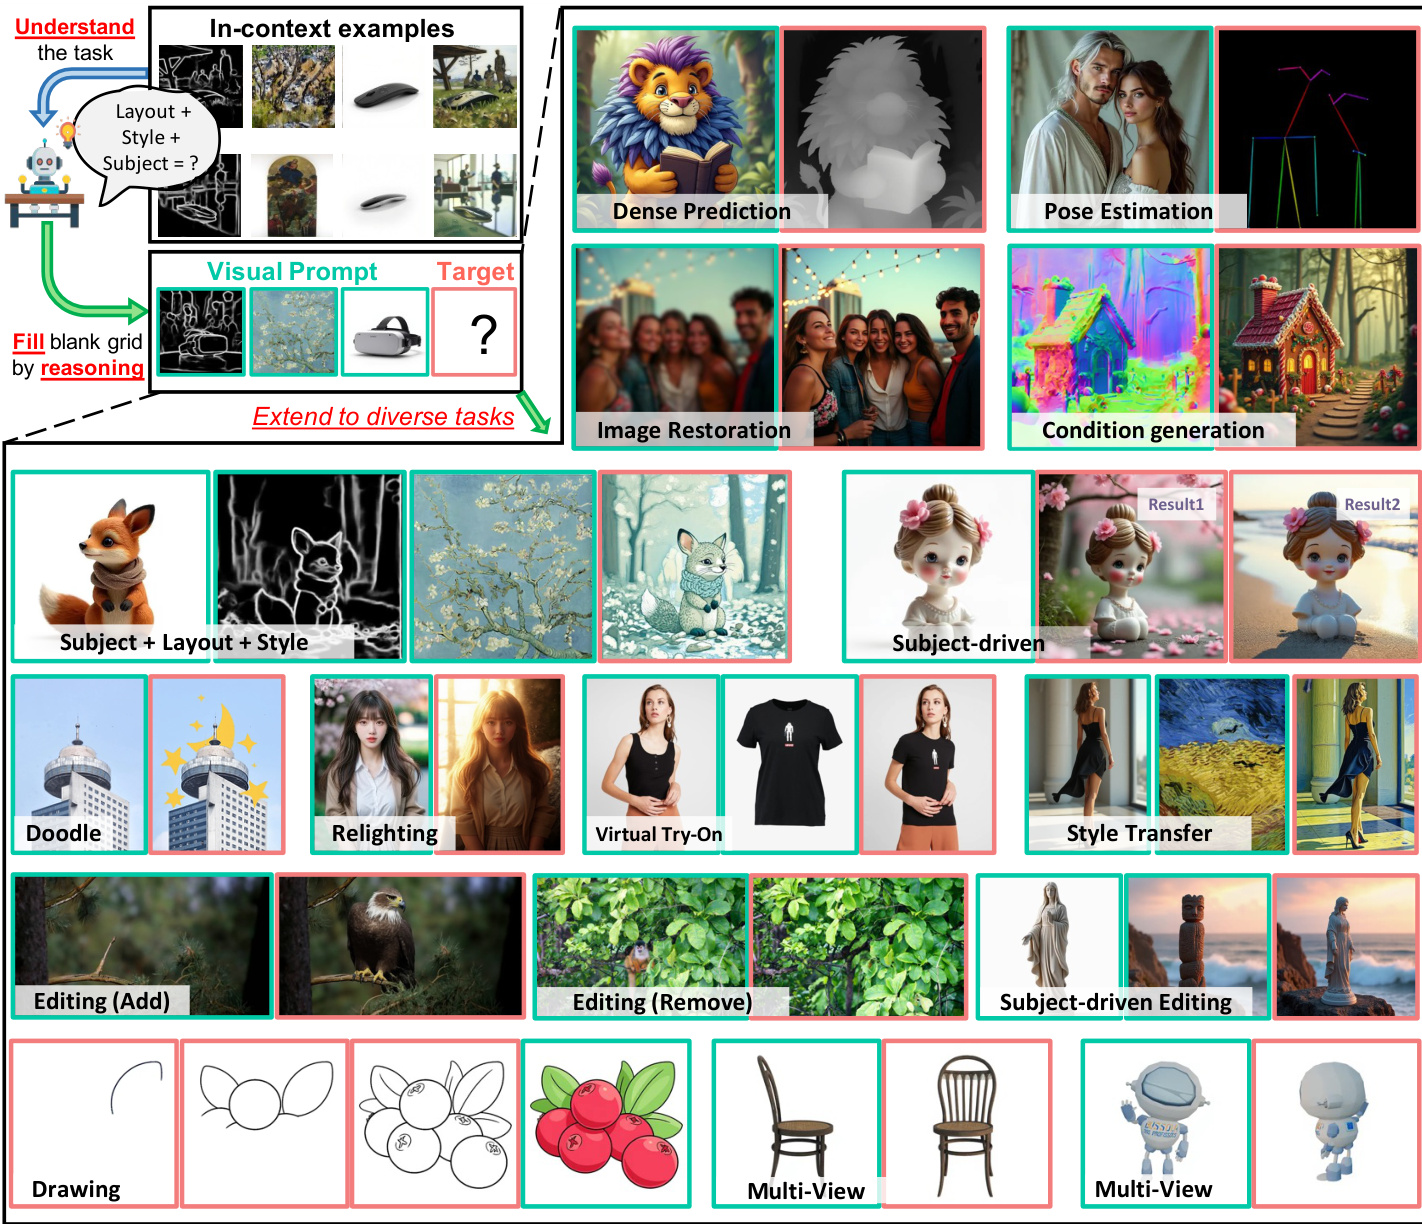 Understand
the task
In-context examples
Layout +
Style +
Subject = ?
Visual Prompt
Target
?
Fill blank grid
by reasoning
Extend to diverse tasks
Dense Prediction
Pose Estimation
Image Restoration
Condition generation
Subject + Layout + Style
Subject-driven
Result1
Result2
Doodle
Relighting
Virtual Try-On
Style Transfer
Editing (Add)
Editing (Remove)
Subject-driven Editing
Drawing
Multi-View
Multi-View